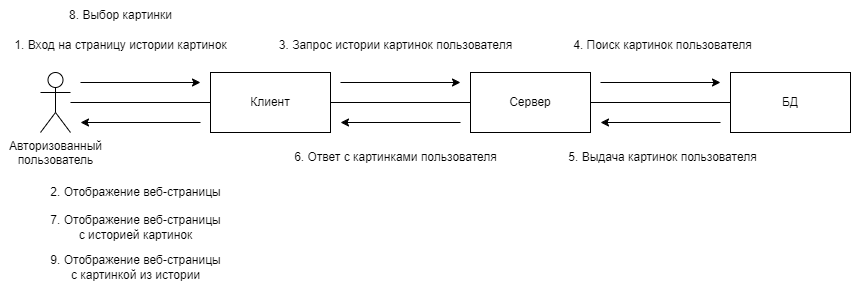 8. Выбор картинки
1. Вход на страницу истории картинок
3. Запрос истории картинок пользователя
4. Поиск картинок пользователя
Клиент
Сервер
БД
Авторизованный
пользователь
6. Ответ с картинками пользователя
5. Выдача картинок пользователя
2. Отображение веб-страницы
7. Отображение веб-страницы
с историей картинок
9. Отображение веб-страницы
с картинкой из истории